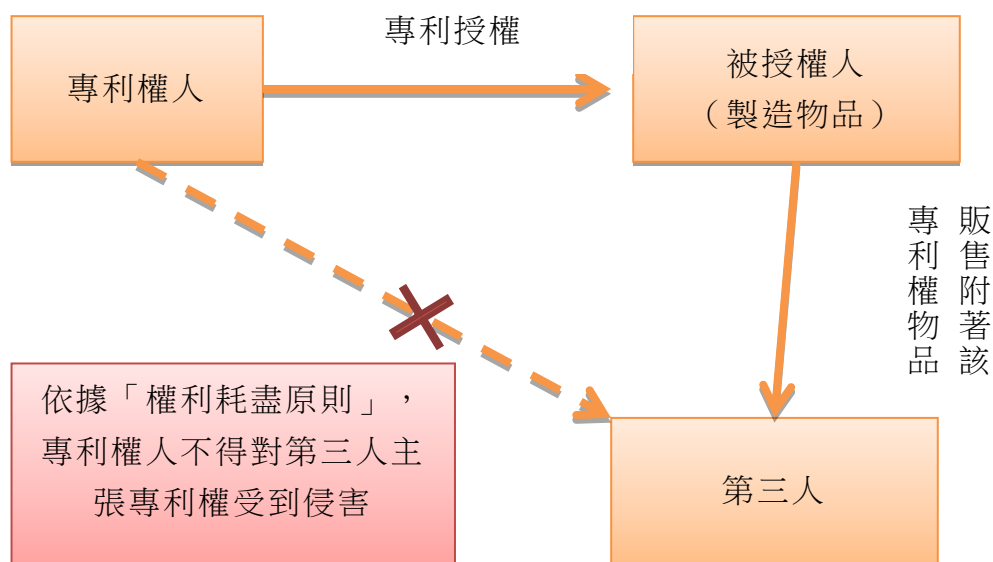 專利授權
專利權人
被授權人
（製造物品）
販售附著該
專利權物品
依據「權利耗盡原則」，
專利權人不得對第三人主
張專利權受到侵害
第三人